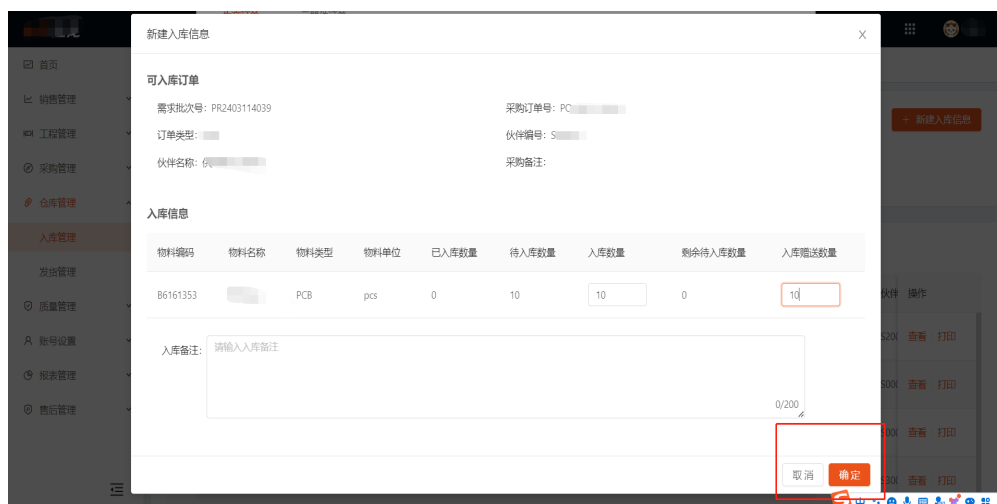 新建入库信息 X
可入库订单
需求批次号: PR2403114039 采购订单号: PO
订单类型: 伙伴编号: S
伙伴名称: 采购备注:
+ 新建入库信息
首页
销售管理
工程管理
采购管理
仓库管理
入库管理
发货管理
质量管理
账号设置
报表管理
售后管理
入库信息
物料编码 物料名称 物料类型 物料单位 已入库数量 待入库数量 入库数量 剩余待入库数量 入库赠送数量
B6161353 PCB pcs 0 10 10 0 10
入库备注: 请输入入库备注
0/200
取消 确定
伙伴 操作
查看 打印
查看 打印
查看 打印
查看 打印